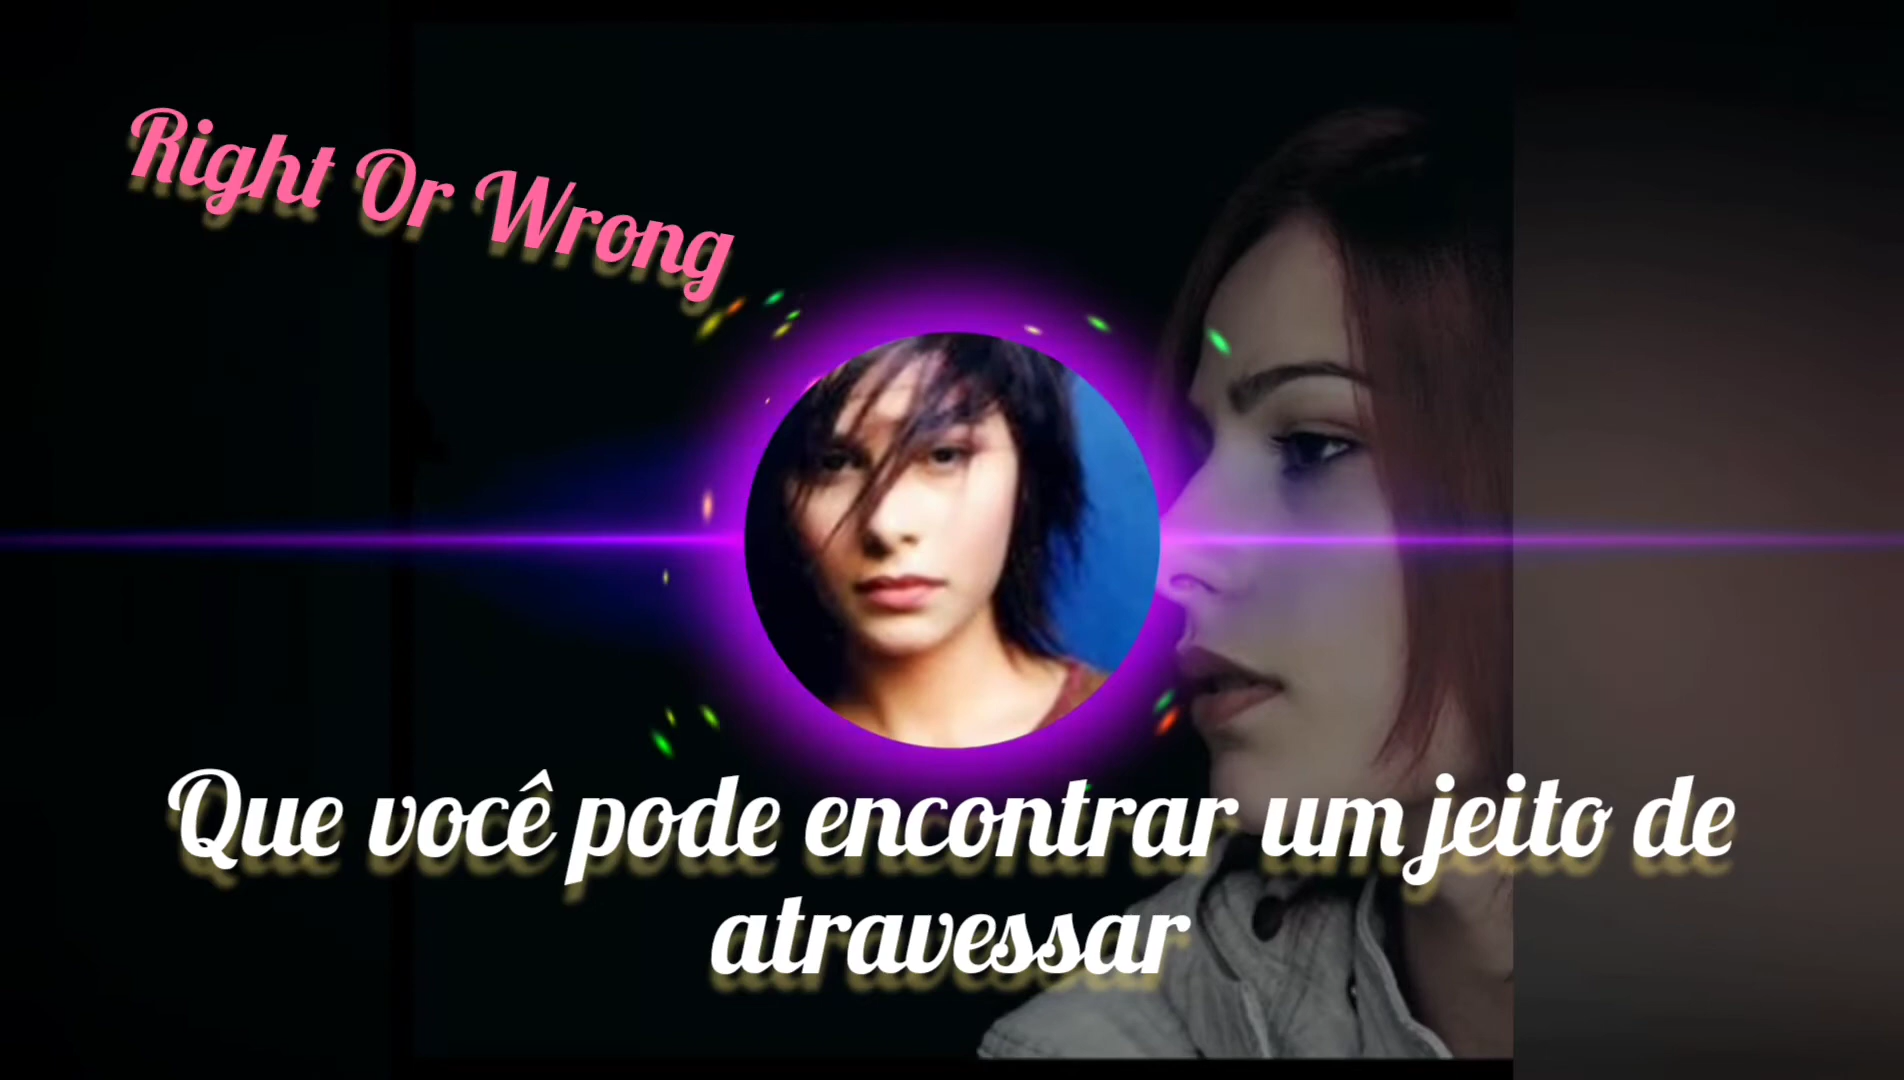 Right Or Wrong
Que você pode encontrar um jeito de
atravessar